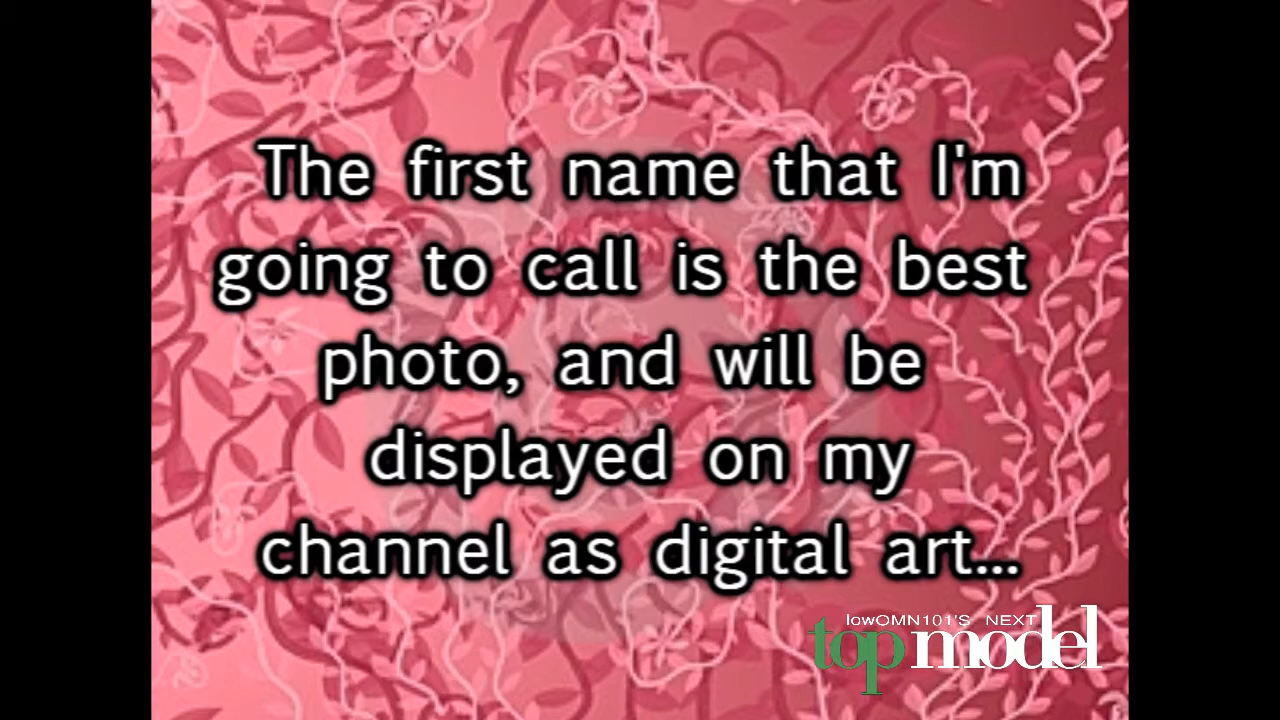 The first name that I'm
going to call is the best
photo, and will be
displayed on my
channel as digital art...
lowOMN101'S NEXT
top model